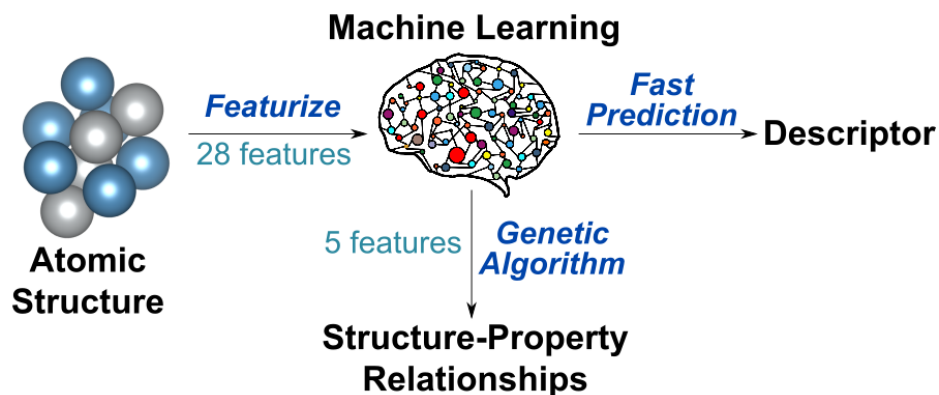 Machine Learning
Featurize
28 features
Fast
Prediction
Descriptor
Atomic
Structure
5 features
Genetic
Algorithm
Structure-Property
Relationships